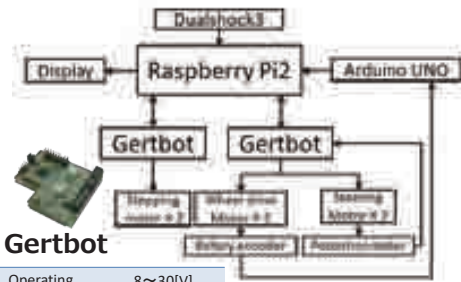 Dualshock3
Display
Raspberry Pi2
Arduino UNO
Gertbot
Gertbot
Stepping
motor * 2
Wheel drive
Motor * 2
Steering
Motor * 2
Rotary encoder
Potentiometer
Gertbot
Operating 8～30[V]